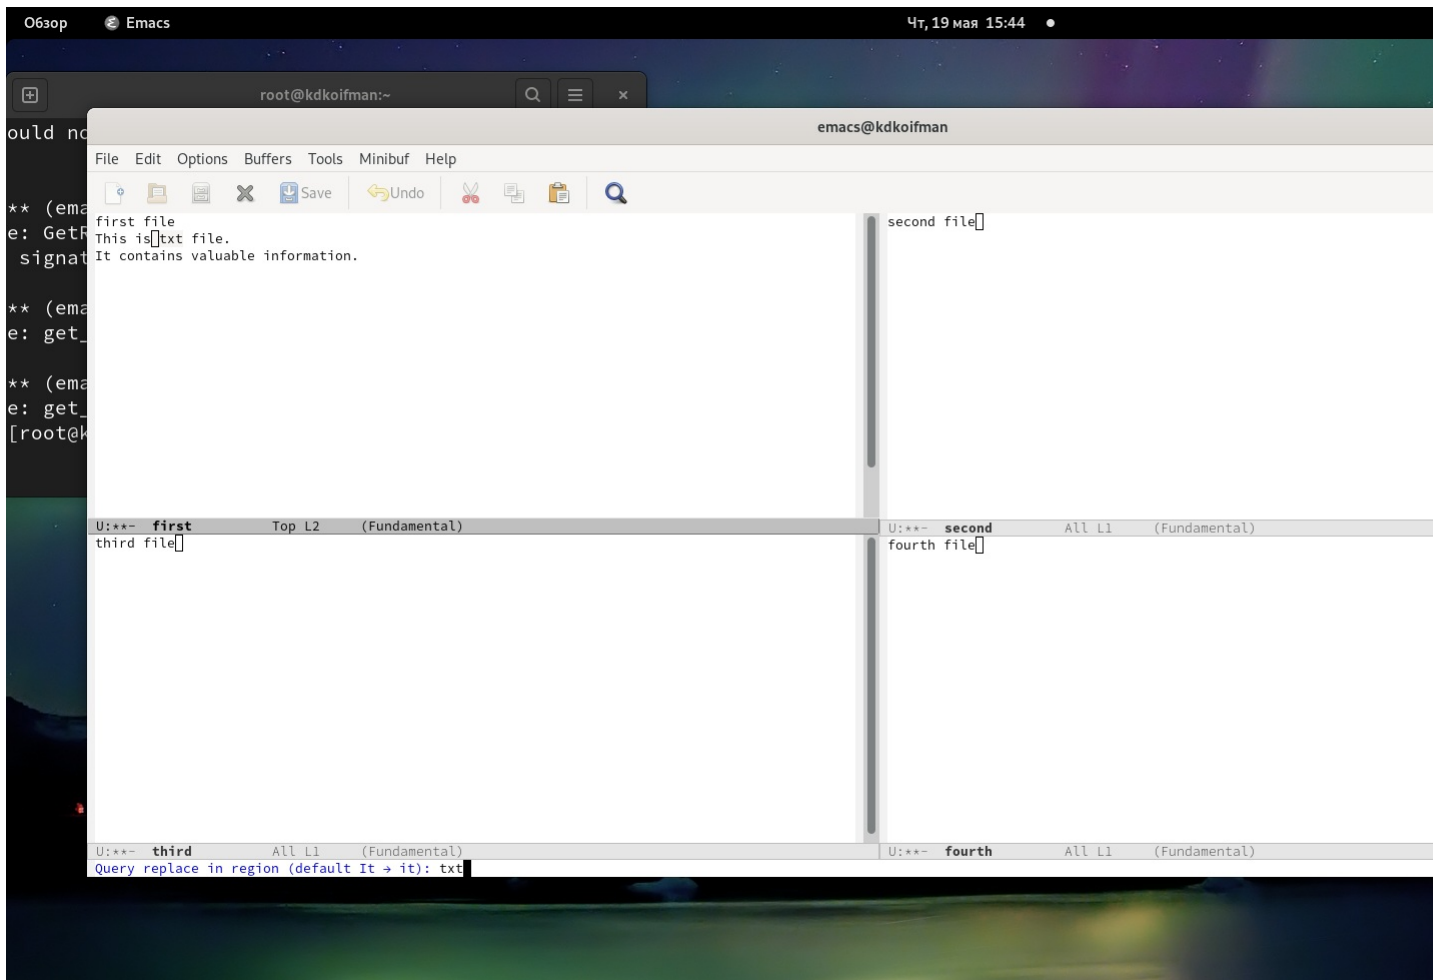 Обзор Emacs Чт, 19 мая 15:44
root@kdkoifman:~
ould no
** (ema
e: GetR
signat
** (ema
e: get_
** (ema
e: get_
[root@k
emacs@kdkoifman
File Edit Options Buffers Tools Minibuf Help
Save Undo
first file
This is txt file.
It contains valuable information.
U:**- first Top L2 (Fundamental)
second file
U:**- second All L1 (Fundamental)
third file
U:**- third All L1 (Fundamental)
fourth file
U:**- fourth All L1 (Fundamental)
Query replace in region (default It → it): txt